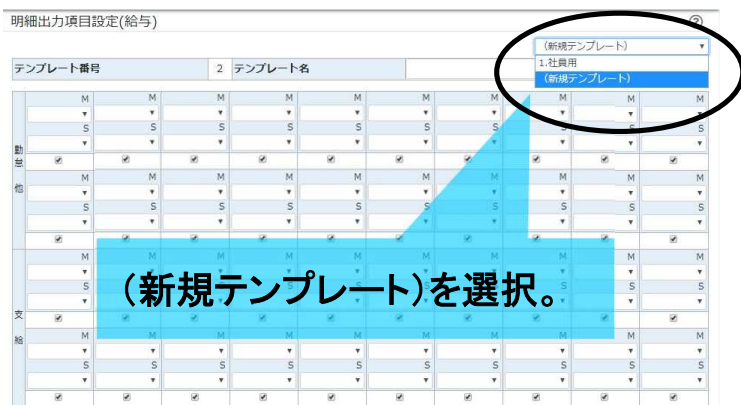 明細出力項目設定(給与)
?
(新規テンプレート) ▼
テンプレート番号 2 テンプレート名
1.社員用
(新規テンプレート)
勤怠他
M M M M M M M M M M
S S S S S S S S S S
M M M M M M M M M M
S S S S S S S S S S
支給
M M M M M M M M M M
S S S S S S S S
(新規テンプレート)を選択。
M M M M M M M M M M
S S S S S S S S S S